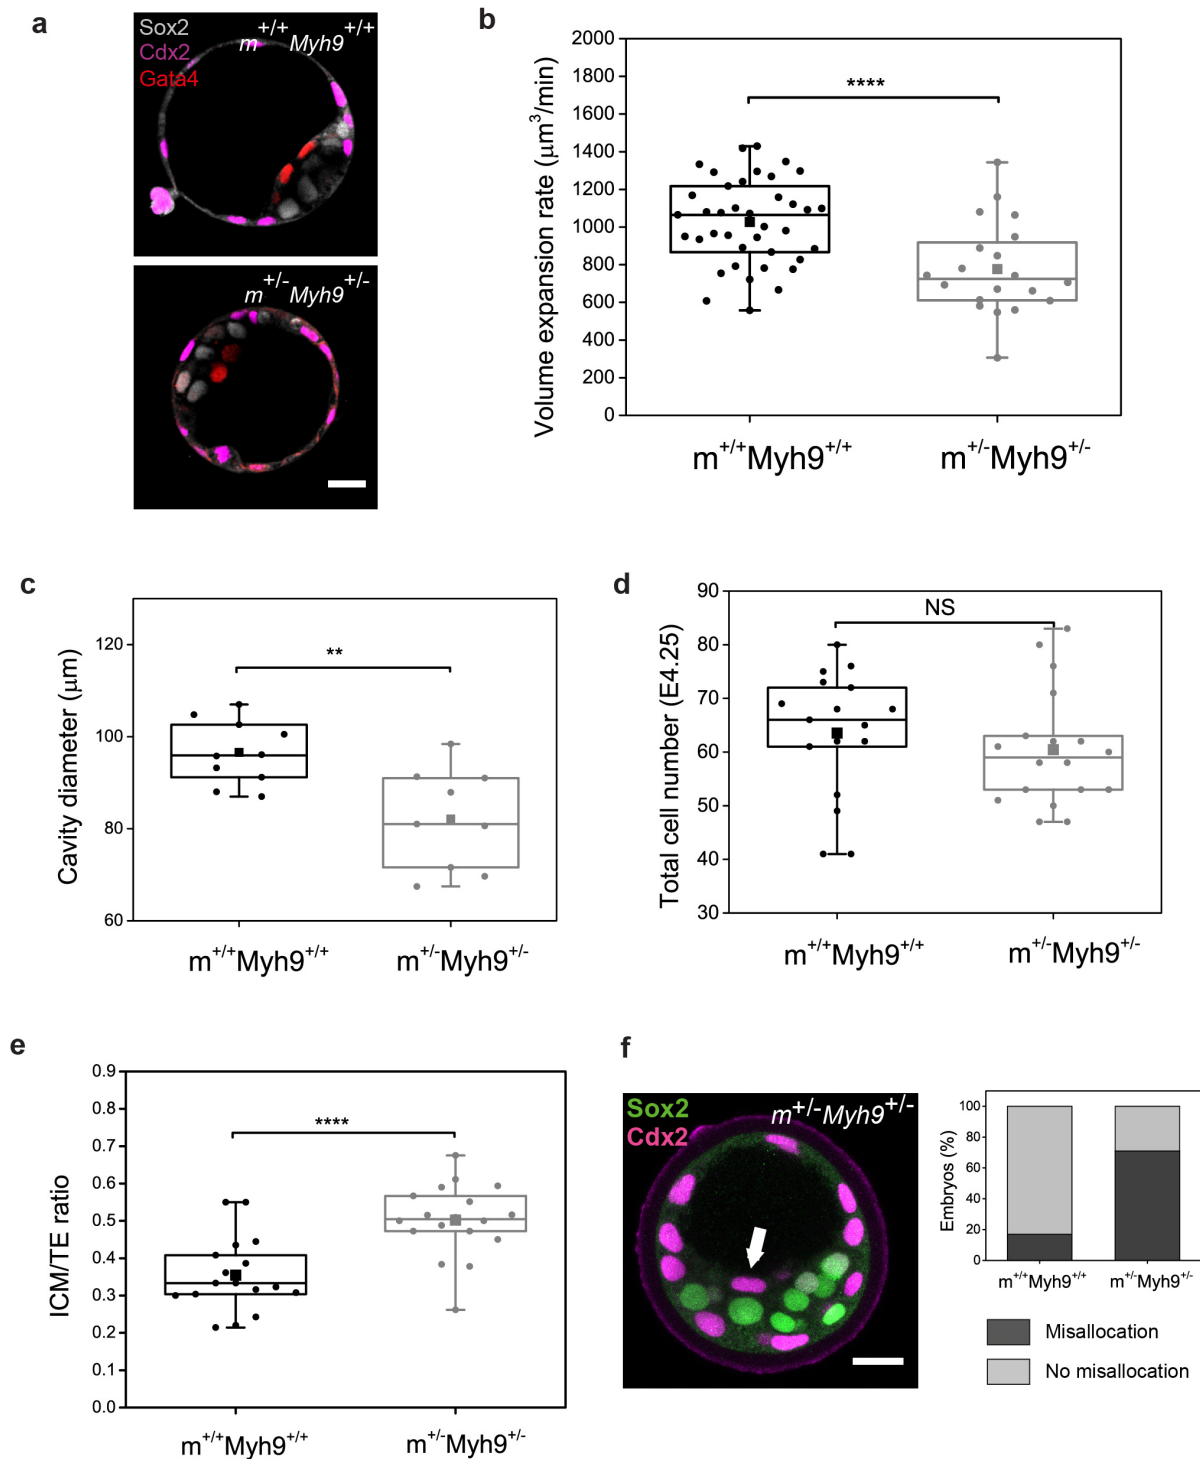 a
Sox2
Cdx2
Gata4
m+/+Myh9+/+
m+/-Myh9+/-
b
Volume expansion rate (μm3/min)
2000
1800
1600
1400
1200
1000
800
600
400
200
0
****
m+/+Myh9+/+
m+/-Myh9+/-
c
Cavity diameter (μm)
120
100
80
60
**
m+/+Myh9+/+
m+/-Myh9+/-
d
Total cell number (E4.25)
90
80
70
60
50
40
30
NS
m+/+Myh9+/+
m+/-Myh9+/-
e
ICM/TE ratio
0.9
0.8
0.7
0.6
0.5
0.4
0.3
0.2
0.1
0.0
****
m+/+Myh9+/+
m+/-Myh9+/-
f
Sox2
Cdx2
m+/-Myh9+/-
Embryos (%)
100
80
60
40
20
0
m+/+Myh9+/+
m+/-Myh9+/-
Misallocation
No misallocation